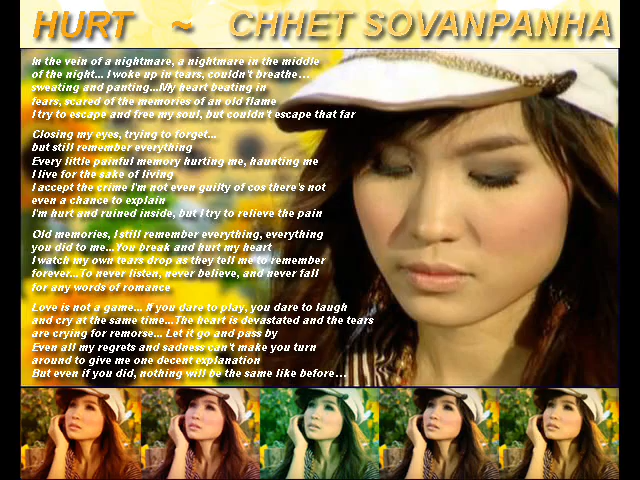 HURT ~ CHHET SOVANPANHA
In the vein of a nightmare, a nightmare in the middle
of the night... I woke up in tears, couldn't breathe...
sweating and panting...My heart beating in
fears, scared of the memories of an old flame
I try to escape and free my soul, but couldn't escape that far
Closing my eyes, trying to forget...
but still remember everything
Every little painful memory hurting me, haunting me
I live for the sake of living
I accept the crime I'm not even guilty of cos there's not
even a chance to explain
I'm hurt and ruined inside, but I try to relieve the pain
Old memories, I still remember everything, everything
you did to me...You break and hurt my heart
I watch my own tears drop as they tell me to remember
forever...To never listen, never believe, and never fall
for any words of romance
Love is not a game... If you dare to play, you dare to laugh
and cry at the same time...The heart is devastated and the tears
are crying for remorse... Let it go and pass by
Even all my regrets and sadness can't make you turn
around to give me one decent explanation
But even if you did, nothing will be the same like before...